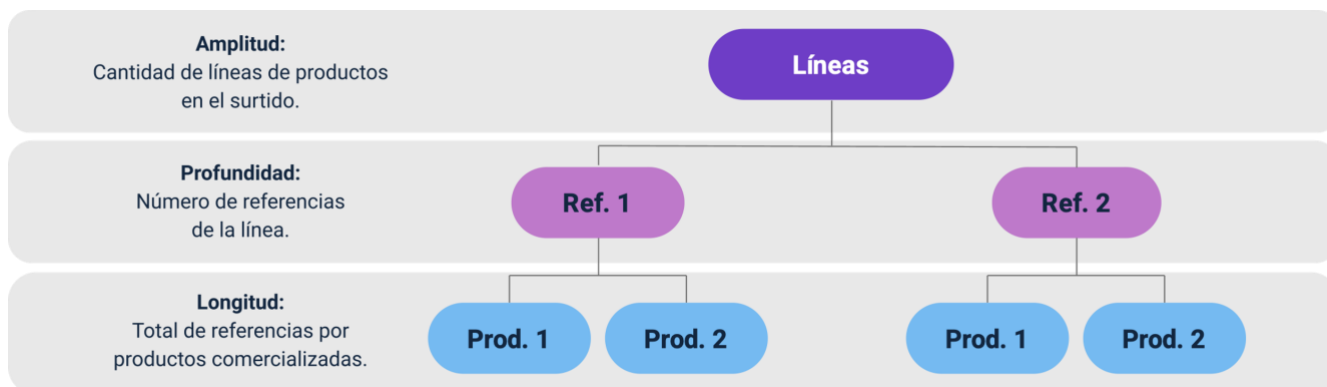 Amplitud:
Cantidad de líneas de productos
en el surtido.
Líneas
Profundidad:
Número de referencias
de la línea.
Ref. 1
Ref. 2
Longitud:
Total de referencias por
productos comercializadas.
Prod. 1
Prod. 2
Prod. 1
Prod. 2